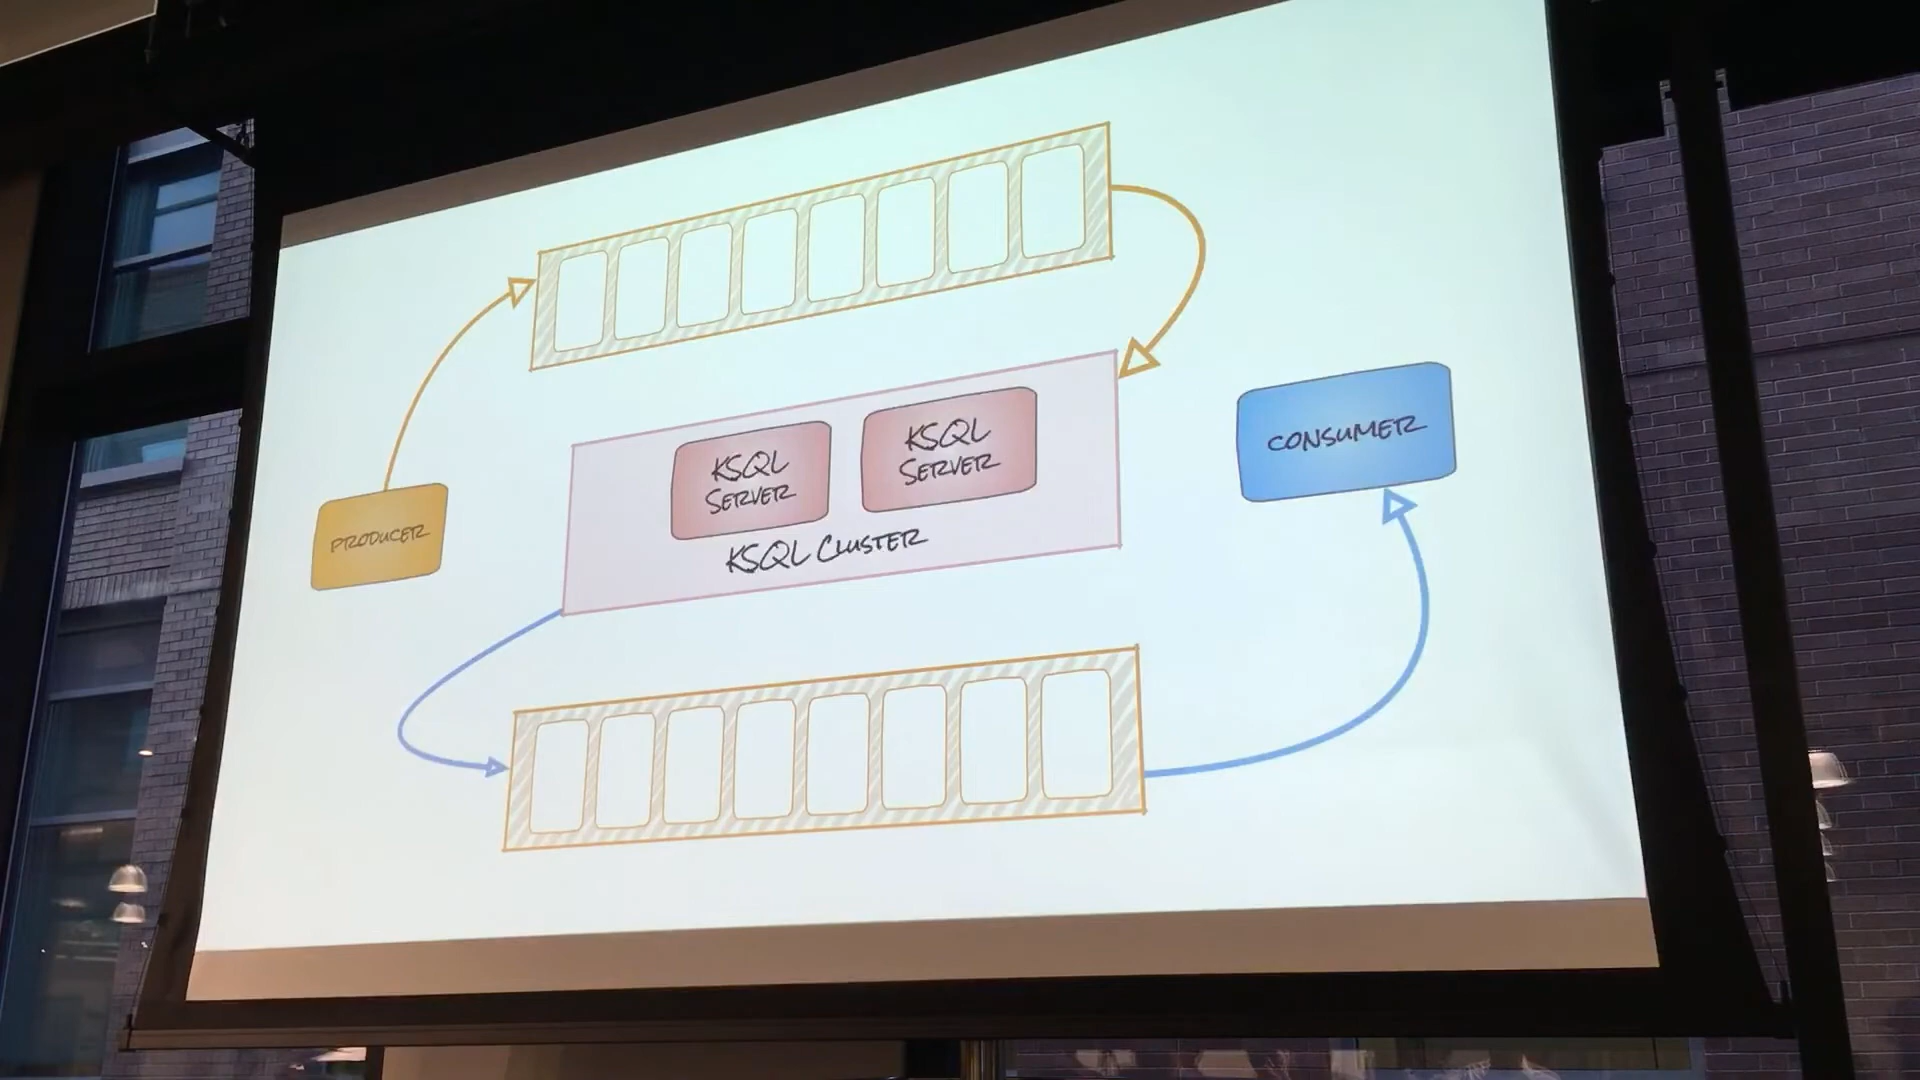 PRODUCER
KSQL
SERVER
KSQL
SERVER
KSQL CLUSTER
CONSUMER